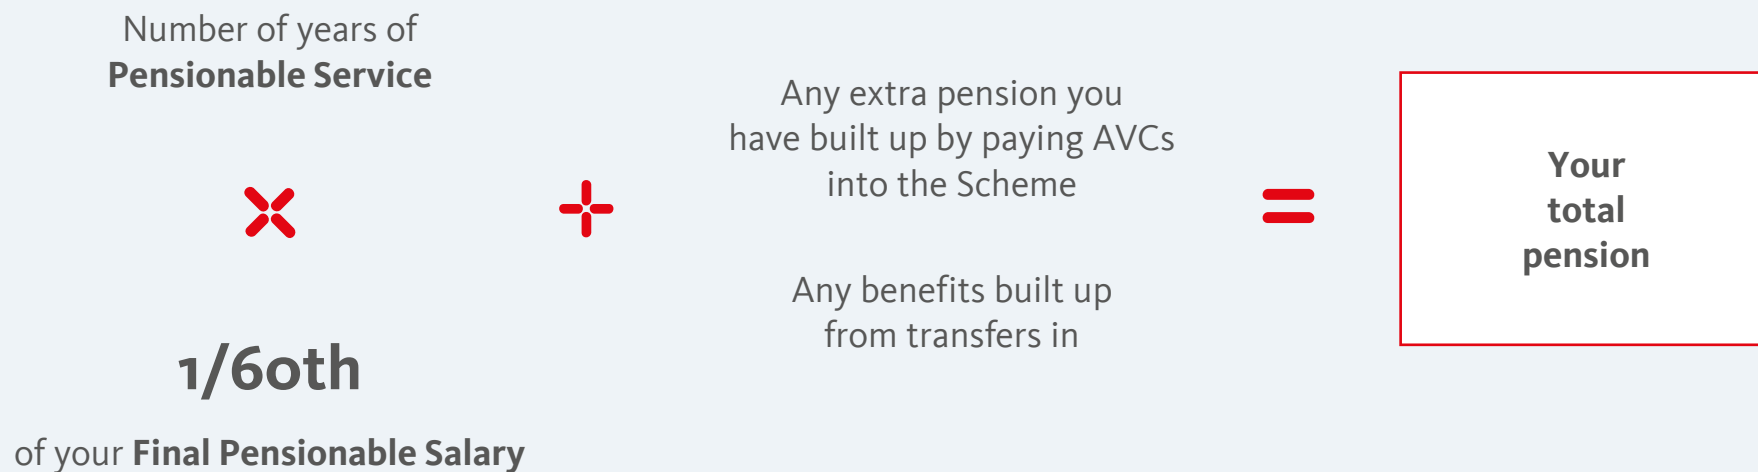 Number of years of
Pensionable Service
×
1/60th
of your Final Pensionable Salary
+
Any extra pension you
have built up by paying AVCs
into the Scheme
Any benefits built up
from transfers in
=
Your
total
pension